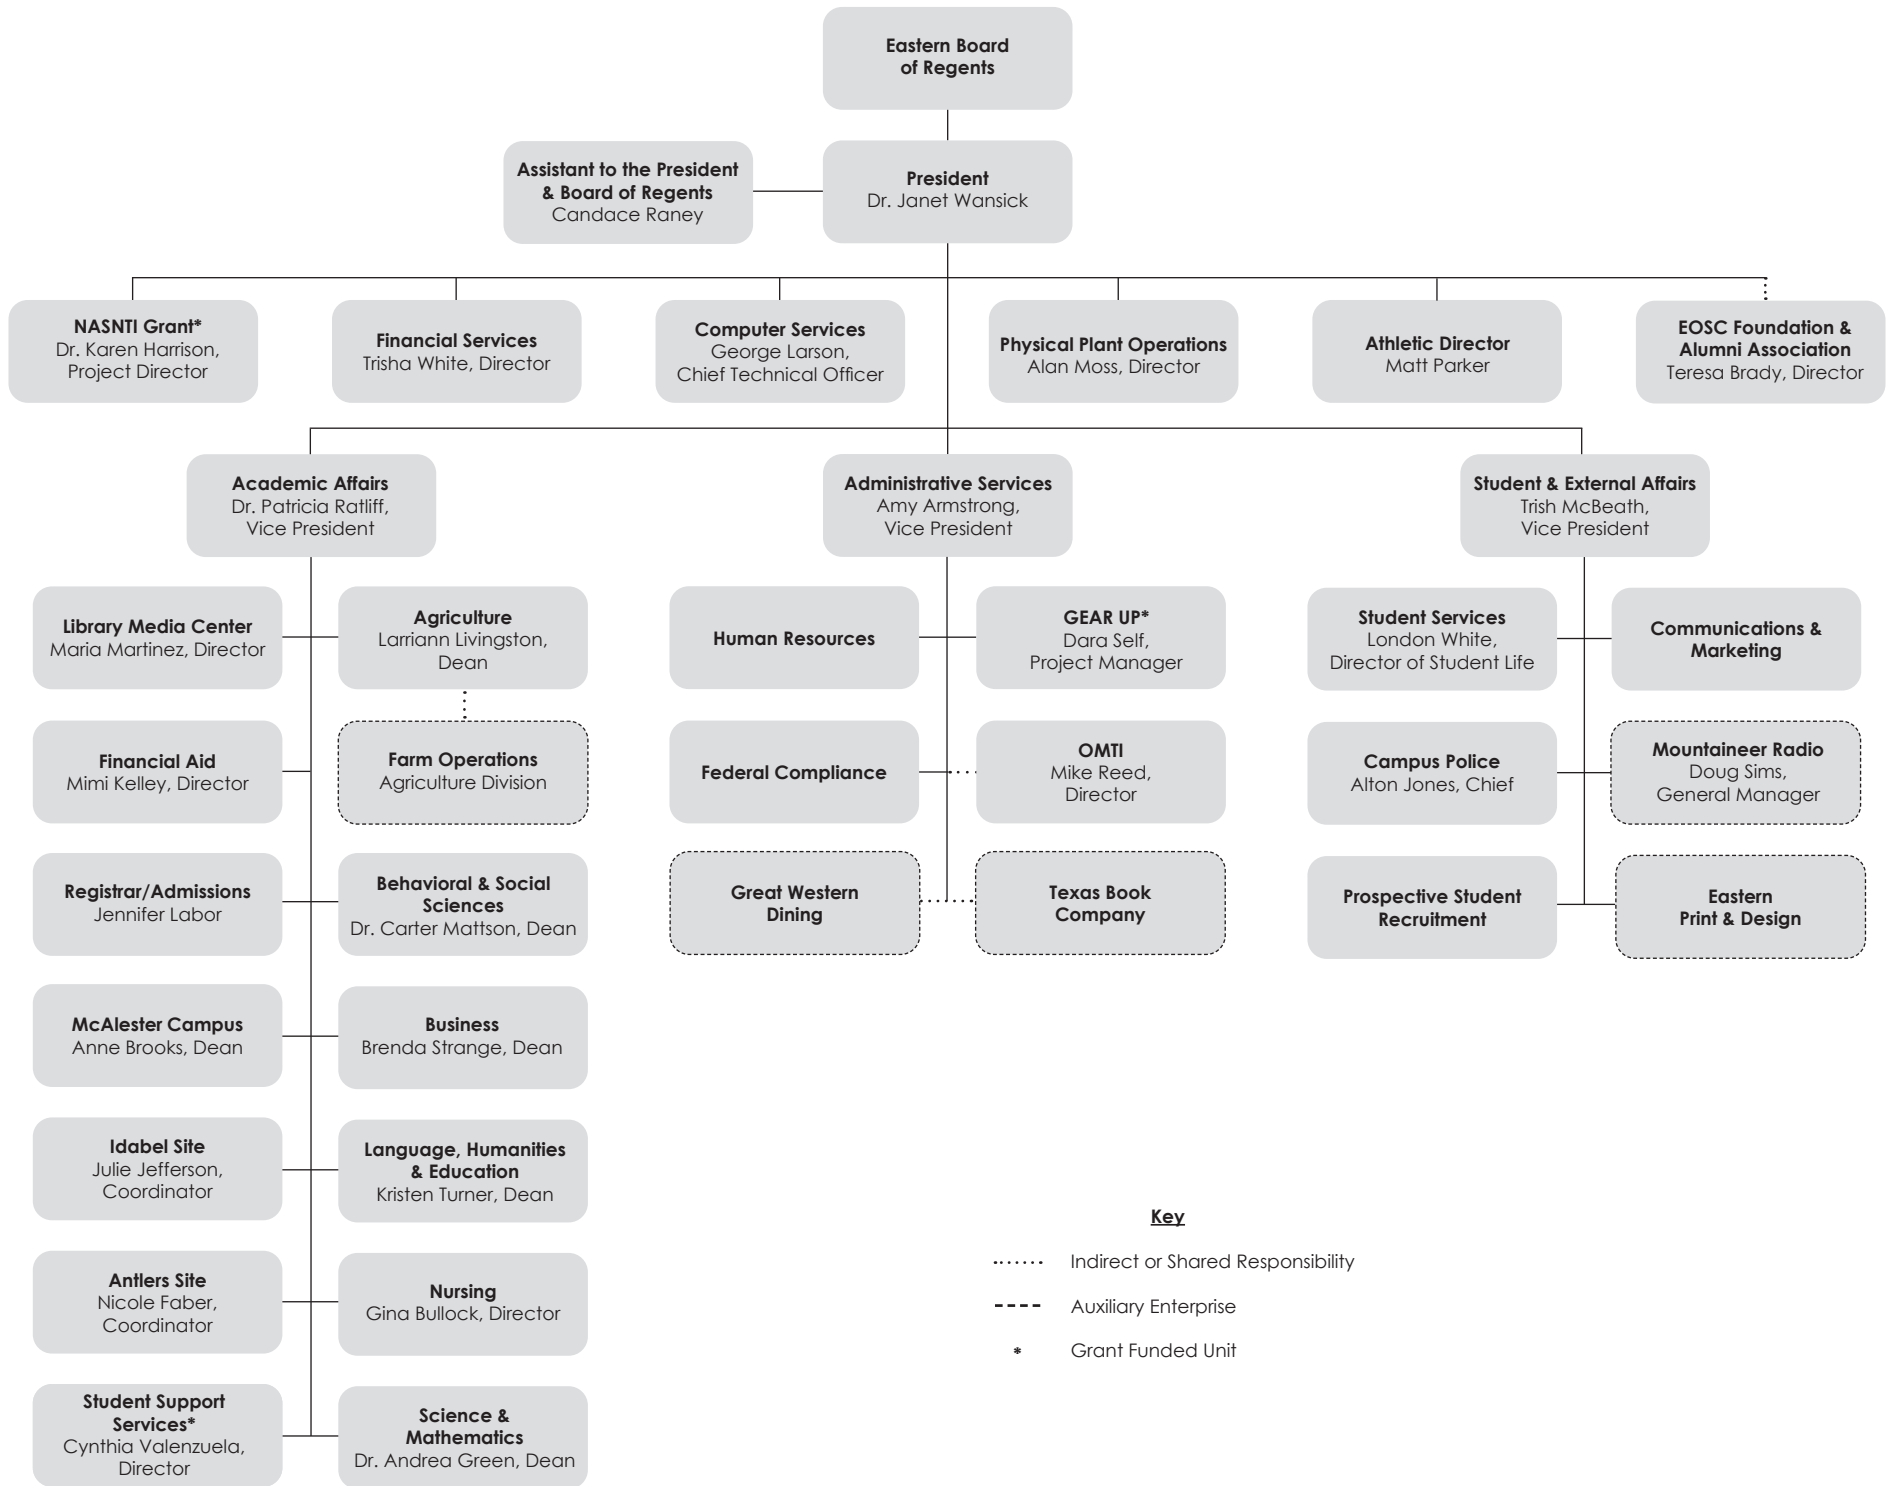 Eastern Board
of Regents
Assistant to the President
& Board of Regents
Candace Raney
President
Dr. Janet Wansick
NASNTI Grant*
Dr. Karen Harrison,
Project Director
Financial Services
Trisha White, Director
Computer Services
George Larson,
Chief Technical Officer
Physical Plant Operations
Alan Moss, Director
Athletic Director
Matt Parker
EOSC Foundation &
Alumni Association
Teresa Brady, Director
Academic Affairs
Dr. Patricia Ratliff,
Vice President
Administrative Services
Amy Armstrong,
Vice President
Student & External Affairs
Trish McBeath,
Vice President
Library Media Center
Maria Martinez, Director
Agriculture
Larriann Livingston,
Dean
Financial Aid
Mimi Kelley, Director
Farm Operations
Agriculture Division
Registrar/Admissions
Jennifer Labor
Behavioral & Social
Sciences
Dr. Carter Mattson, Dean
McAlester Campus
Anne Brooks, Dean
Business
Brenda Strange, Dean
Idabel Site
Julie Jefferson,
Coordinator
Language, Humanities
& Education
Kristen Turner, Dean
Antlers Site
Nicole Faber,
Coordinator
Nursing
Gina Bullock, Director
Student Support
Services*
Cynthia Valenzuela,
Director
Science &
Mathematics
Dr. Andrea Green, Dean
Human Resources
GEAR UP*
Dara Self,
Project Manager
Federal Compliance
OMTI
Mike Reed,
Director
Great Western
Dining
Texas Book
Company
Student Services
London White,
Director of Student Life
Communications &
Marketing
Campus Police
Alton Jones, Chief
Mountaineer Radio
Doug Sims,
General Manager
Prospective Student
Recruitment
Eastern
Print & Design
Key
Indirect or Shared Responsibility
Auxiliary Enterprise
* Grant Funded Unit